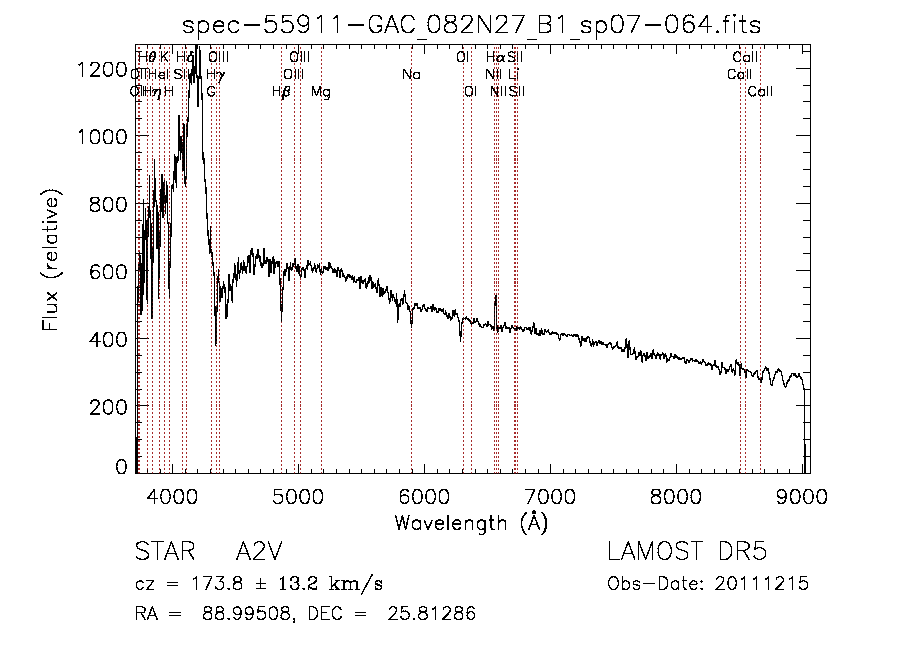 spec-55911-GAC_082N27_B1_sp07-064.fits
Hθ K Hδ OIII OIII OI Hα SII CaII
HeI SII Hγ OIII Na NII Li CaII
Hη H G Hβ Mg OI NII SII CaII
1200
1000
800
600
400
200
0
Flux (relative)
4000 5000 6000 7000 8000 9000
Wavelength (Å)
STAR A2V LAMOST DR5
cz = 173.8 ± 13.2 km/s Obs-Date: 20111215
RA = 88.99508, DEC = 25.81286